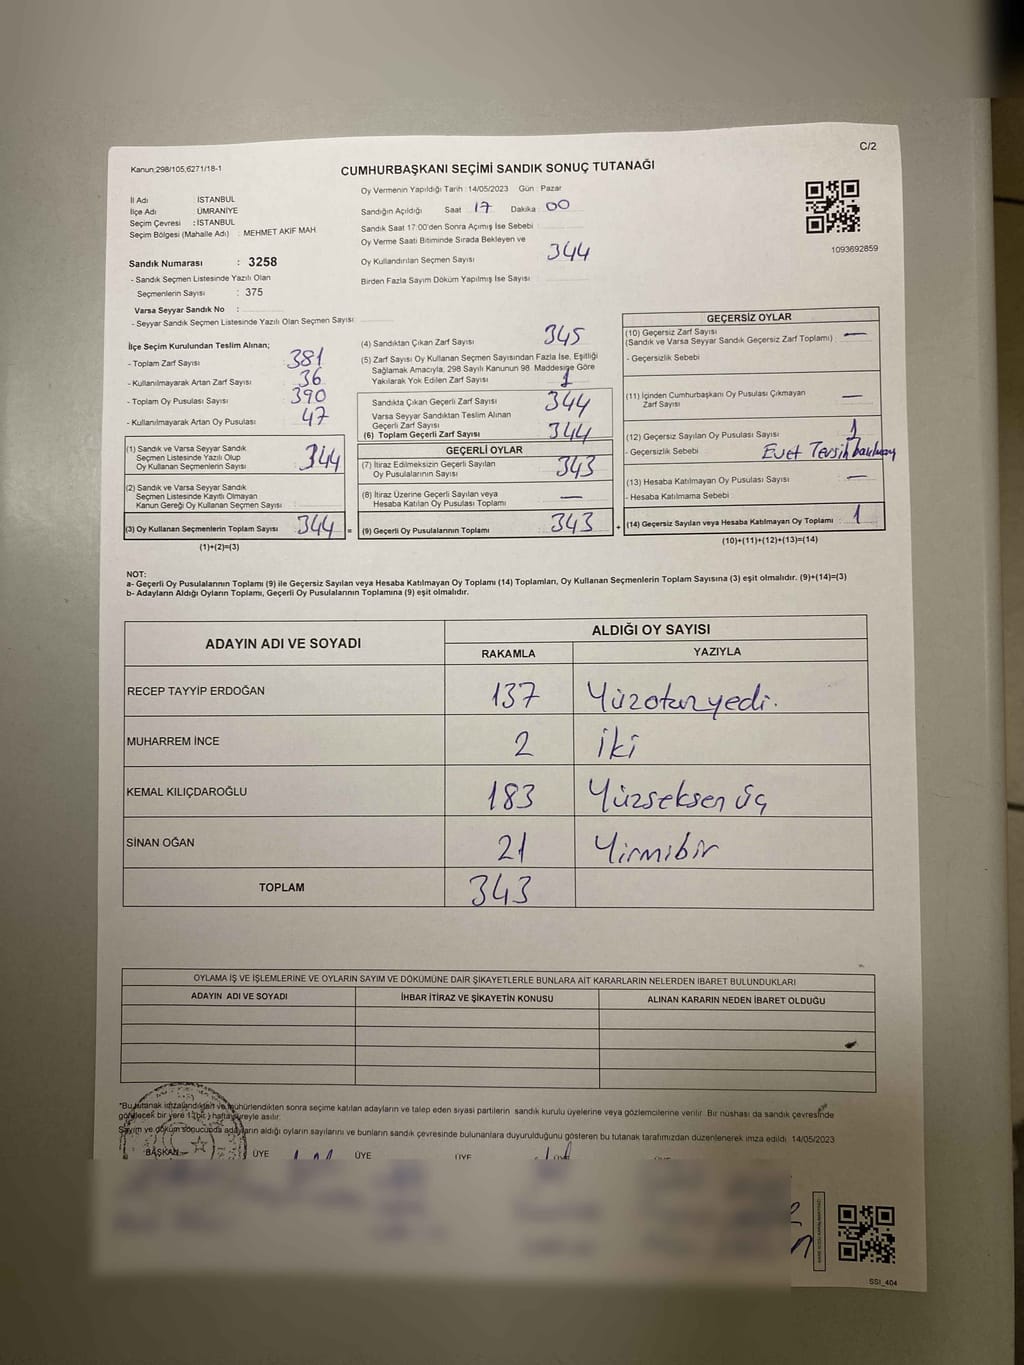 C/2
Kanun;298/105,6271/18-1
CUMHURBAŞKANI SEÇİMİ SANDIK SONUÇ TUTANAĞI
İl Adı : İSTANBUL
İlçe Adı : ÜMRANİYE
Seçim Çevresi : İSTANBUL
Seçim Bölgesi (Mahalle Adı) : MEHMET AKİF MAH.
Sandık Numarası : 3258
- Sandık Seçmen Listesinde Yazılı Olan
Seçmenlerin Sayısı : 375
Varsa Seyyar Sandık No :
- Seyyar Sandık Seçmen Listesinde Yazılı Olan Seçmen Sayısı
Oy Vermenin Yapıldığı Tarih : 14/05/2023 Gün : Pazar
Sandığın Açıldığı Saat 17 Dakika 00
Sandık Saat 17:00'den Sonra Açımış İse Sebebi
Oy Verme Saati Bitiminde Sırada Bekleyen ve
Oy Kullandırılan Seçmen Sayısı 344
Birden Fazla Sayım Döküm Yapılmış İse Sayısı
1093692859
İlçe Seçim Kurulundan Teslim Alınan;
- Toplam Zarf Sayısı 381
- Kullanılmayarak Artan Zarf Sayısı 36
- Toplam Oy Pusulası Sayısı 390
- Kullanılmayarak Artan Oy Pusulası 47
(1) Sandık ve Varsa Seyyar Sandık
Seçmen Listesinde Yazılı Olup
Oy Kullanan Seçmenlerin Sayısı 344
(2) Sandık ve Varsa Seyyar Sandık
Seçmen Listesinde Kayıtlı Olmayan
Kanun Gereği Oy Kullanan Seçmen Sayısı
(3) Oy Kullanan Seçmenlerin Toplam Sayısı 344 =
(1)+(2)=(3)
(4) Sandıktan Çıkan Zarf Sayısı 345
(5) Zarf Sayısı Oy Kullanan Seçmen Sayısından Fazla İse, Eşitliği
Sağlamak Amacıyla, 298 Sayılı Kanunun 98. Maddesine Göre
Yakılarak Yok Edilen Zarf Sayısı 1
Sandıkta Çıkan Geçerli Zarf Sayısı 344
Varsa Seyyar Sandıktan Teslim Alınan
Geçerli Zarf Sayısı
(6) Toplam Geçerli Zarf Sayısı 344
GEÇERLİ OYLAR
(7) İtiraz Edilmeksizin Geçerli Sayılan
Oy Pusulalarının Sayısı 343
(8) İtiraz Üzerine Geçerli Sayılan veya
Hesaba Katılan Oy Pusulası Toplamı —
(9) Geçerli Oy Pusulalarının Toplamı 343 +
GEÇERSİZ OYLAR
(10) Geçersiz Zarf Sayısı —
(Sandık ve Varsa Seyyar Sandık Geçersiz Zarf Toplamı)
- Geçersizlik Sebebi
(11) İçinden Cumhurbaşkanı Oy Pusulası Çıkmayan
Zarf Sayısı —
(12) Geçersiz Sayılan Oy Pusulası Sayısı 1
- Geçersizlik Sebebi Evet
(13) Hesaba Katılmayan Oy Pusulası Sayısı —
- Hesaba Katılmama Sebebi
(14) Geçersiz Sayılan veya Hesaba Katılmayan Oy Toplamı 1
(10)+(11)+(12)+(13)=(14)
NOT:
a- Geçerli Oy Pusulalarının Toplamı (9) ile Geçersiz Sayılan veya Hesaba Katılmayan Oy Toplamı (14) Toplamları, Oy Kullanan Seçmenlerin Toplam Sayısına (3) eşit olmalıdır. (9)+(14)=(3)
b- Adayların Aldığı Oyların Toplamı, Geçerli Oy Pusulalarının Toplamına (9) eşit olmalıdır.
ADAYIN ADI VE SOYADI
ALDIĞI OY SAYISI
RAKAMLA YAZIYLA
RECEP TAYYİP ERDOĞAN 137 Yüzotuzyedi.
MUHARREM İNCE 2 iki
KEMAL KILIÇDAROĞLU 183 Yüzseksen üç
SİNAN OĞAN 21 Yirmibir
TOPLAM 343
OYLAMA İŞ VE İŞLEMLERİNE VE OYLARIN SAYIM VE DÖKÜMÜNE DAİR ŞİKAYETLERLE BUNLARA AİT KARARLARIN NELERDEN İBARET BULUNDUKLARI
ADAYIN ADI VE SOYADI İHBAR İTİRAZ VE ŞİKAYETİN KONUSU ALINAN KARARIN NEDEN İBARET OLDUĞU
*Bu tutanak imzalandıktan ve mühürlendikten sonra seçime katılan adayların ve talep eden siyasi partilerin sandık kurulu üyelerine veya gözlemcilerine verilir. Bir nüshası da sandık çevresinde
görülecek bir yere 1 (bir) hafta süreyle asılır.
Sayım ve döküm sonucunda adayların aldığı oyların sayılarını ve bunların sandık çevresinde bulunanlara duyurulduğunu gösteren bu tutanak tarafımızdan düzenlenerek imza edildi. 14/05/2023
BAŞKAN ÜYE ÜYE ÜYE
SSI_404